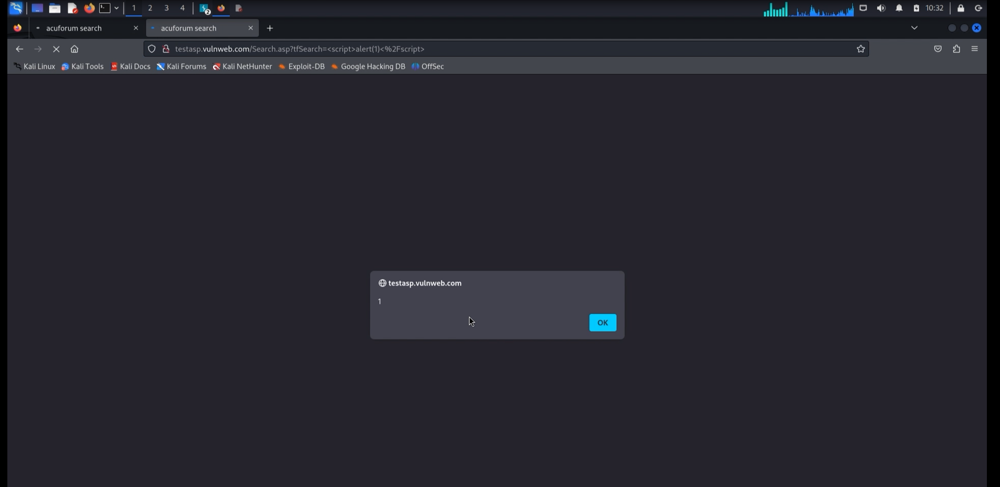 1 2 3 4 2 10:32
acuforum search acuforum search
testasp.vulnweb.com/Search.asp?tfSearch=<script>alert(1)<%2Fscript>
Kali Linux Kali Tools Kali Docs Kali Forums Kali NetHunter Exploit-DB Google Hacking DB OffSec
testasp.vulnweb.com
1
OK